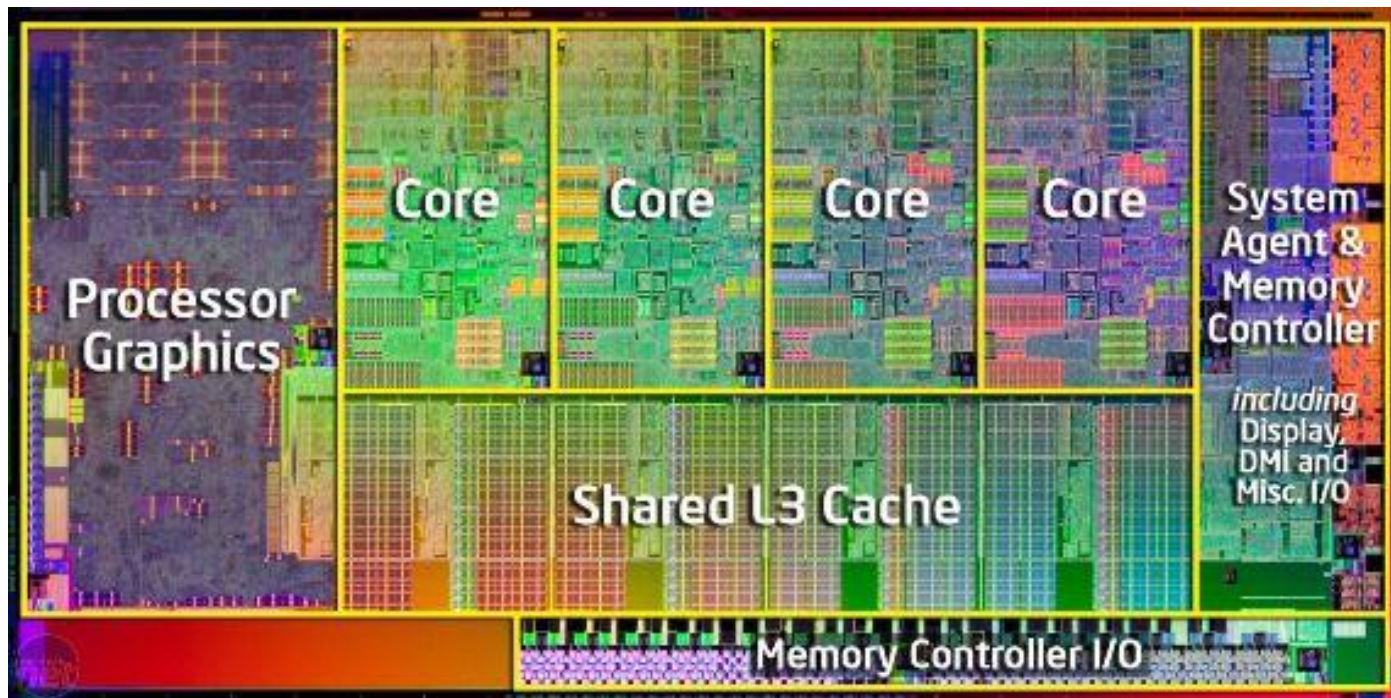 Processor
Graphics
Core
Core
Core
Core
System
Agent &
Memory
Controller
including
Display,
DMI and
Misc. I/O
Shared L3 Cache
Memory Controller I/O